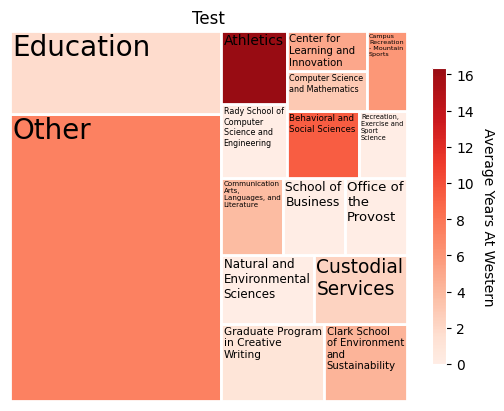 Test
Education
Other
Athletics
Center for
Learning and
Innovation
Campus
Recreation
- Mountain
Sports
Computer Science
and Mathematics
Rady School of
Computer
Science and
Engineering
Behavioral and
Social Sciences
Recreation,
Exercise and
Sport
Science
Communication
Arts,
Languages, and
Literature
School of
Business
Office of
the
Provost
Natural and
Environmental
Sciences
Custodial
Services
Graduate Program
in Creative
Writing
Clark School
of Environment
and
Sustainability
16
14
12
10
8
6
4
2
0
Average Years At Western